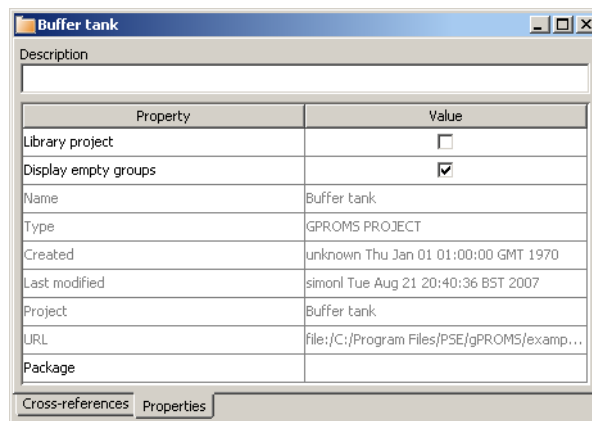 Buffer tank
Description
Property Value
Library project
Display empty groups
Name Buffer tank
Type GPROMS PROJECT
Created unknown Thu Jan 01 01:00:00 GMT 1970
Last modified simonl Tue Aug 21 20:40:36 BST 2007
Project Buffer tank
URL file:/C:/Program Files/PSE/gPROMS/examp...
Package
Cross-references Properties